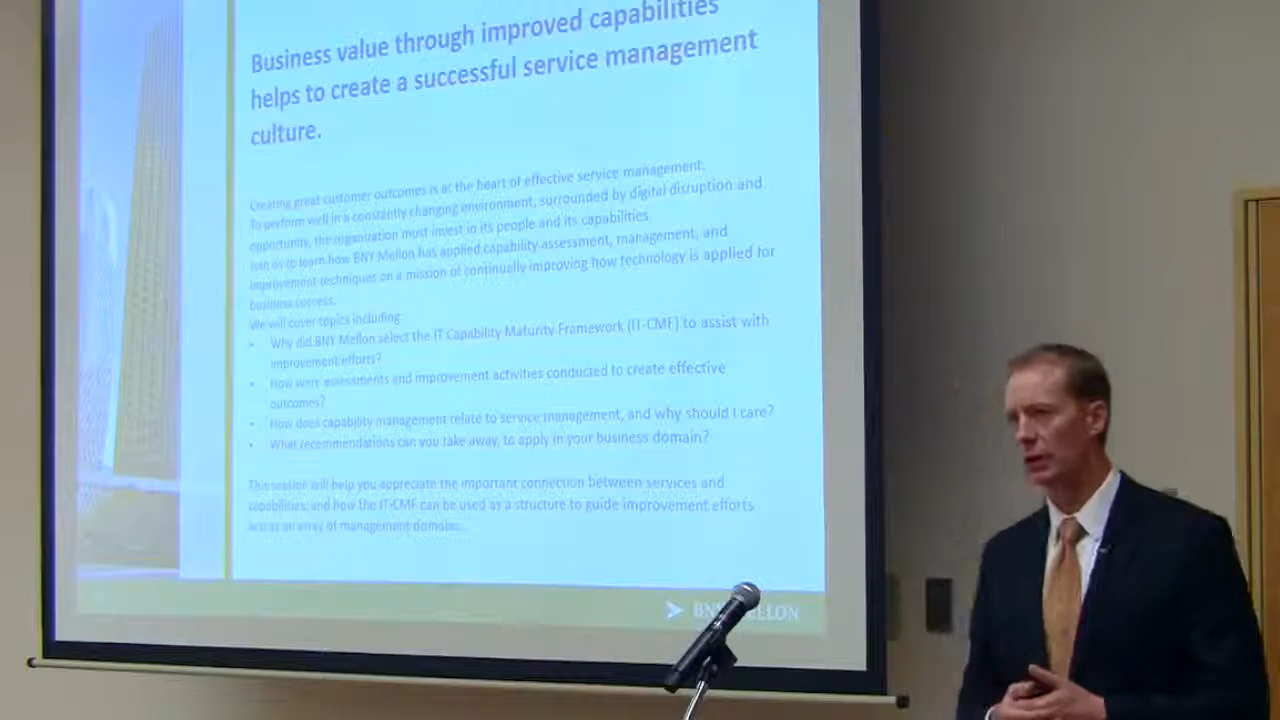 Business value through improved capabilities
helps to create a successful service management
culture.
Creating great customer outcomes is at the heart of effective service management.
To perform well in a constantly changing environment, surrounded by digital disruption and
opportunity, the organization must invest in its people and its capabilities.
Join us to learn how BNY Mellon has applied capability assessment, management, and
improvement techniques on a mission of continually improving how technology is applied for
business success.
We will cover topics including:
• Why did BNY Mellon select the IT Capability Maturity Framework (IT-CMF) to assist with
improvement efforts?
• How were assessments and improvement activities conducted to create effective
outcomes?
• How does capability management relate to service management, and why should I care?
• What recommendations can you take away, to apply in your business domain?
This session will help you appreciate the important connection between services and
capabilities, and how the IT-CMF can be used as a structure to guide improvement efforts
across an array of management domains.
BNY MELLON